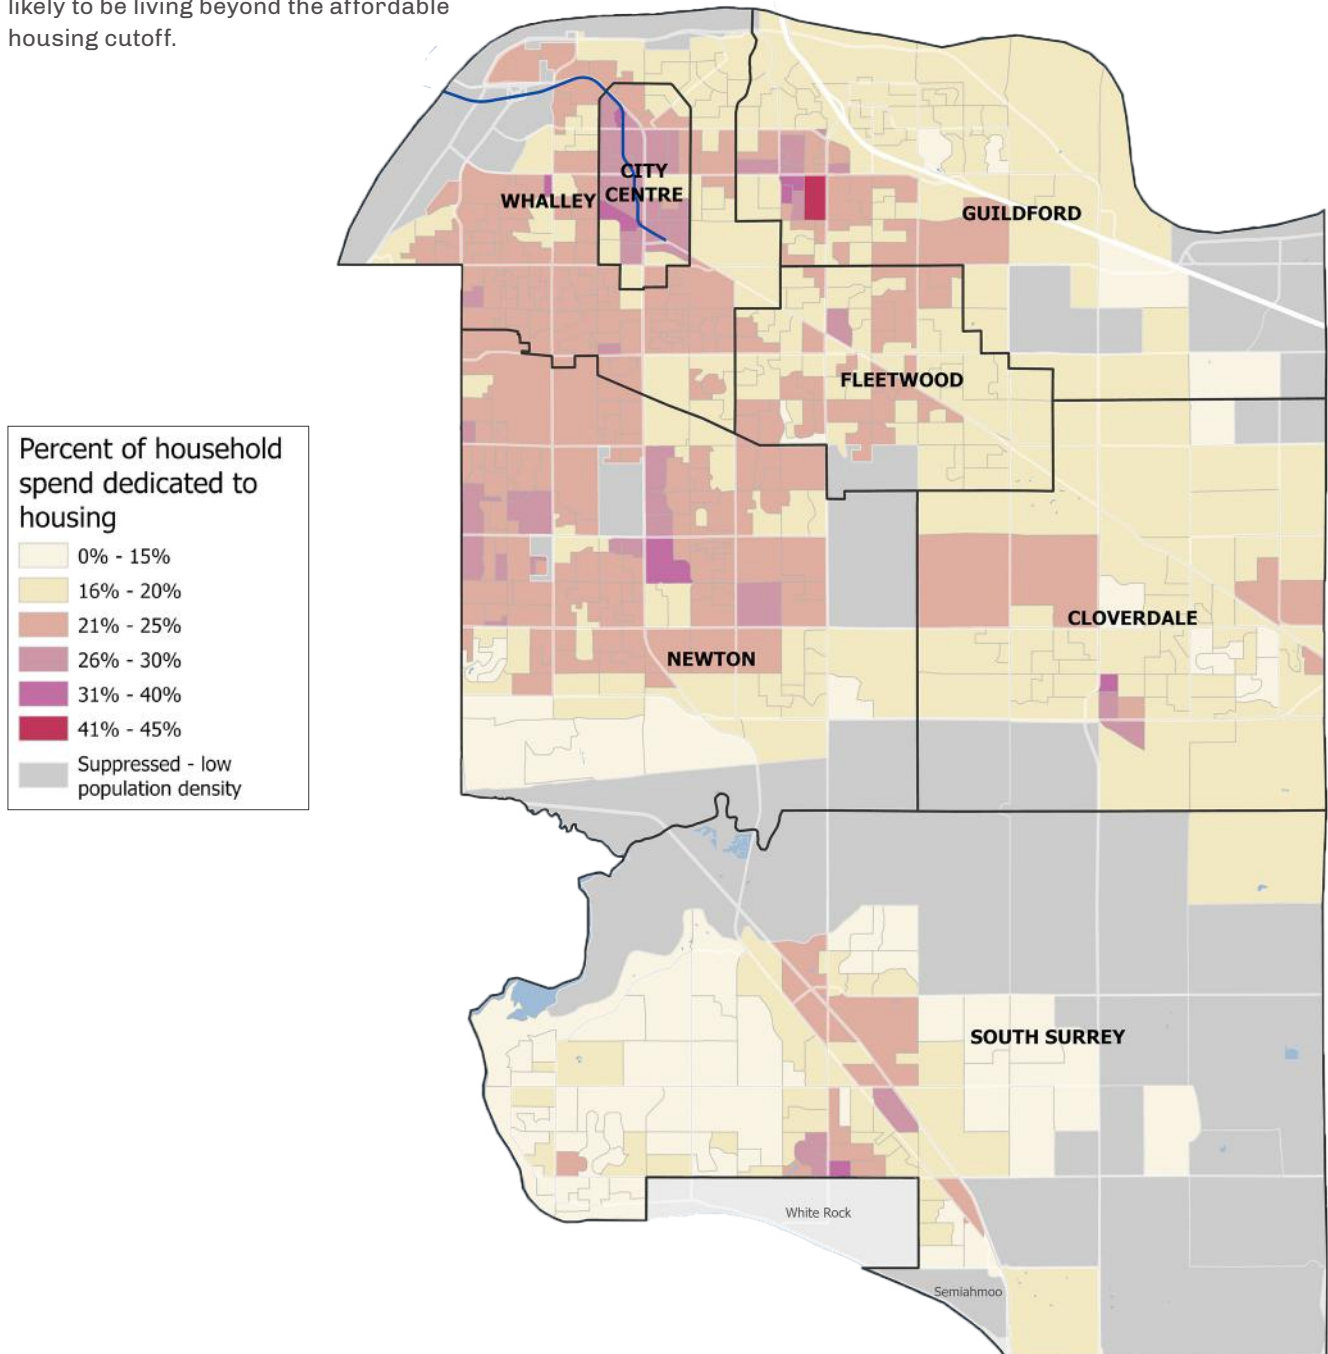 likely to be living beyond the affordable
housing cutoff.
CITY
CENTRE
WHALLEY
GUILDFORD
FLEETWOOD
Percent of household
spend dedicated to
housing
0% - 15%
16% - 20%
21% - 25%
26% - 30%
31% - 40%
41% - 45%
Suppressed - low
population density
CLOVERDALE
NEWTON
SOUTH SURREY
White Rock
Semiahmoo